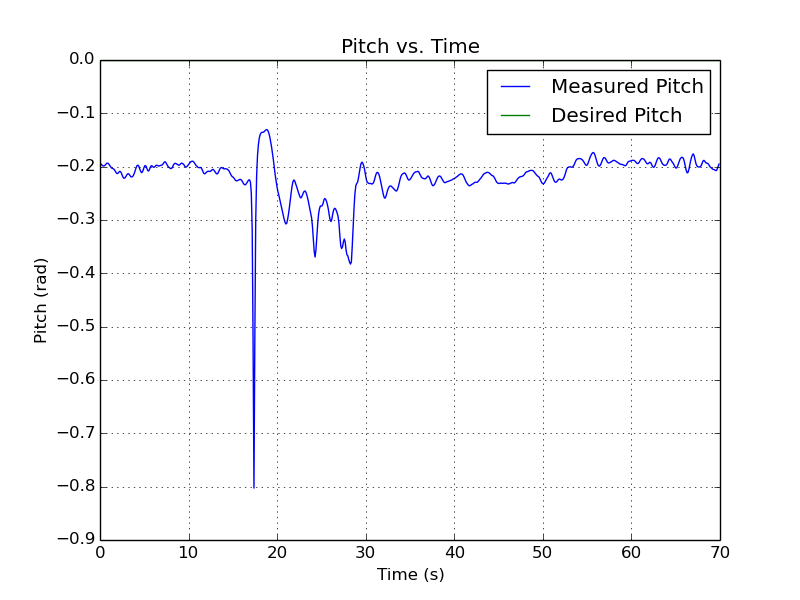 Pitch vs. Time
Measured Pitch
Desired Pitch
0.0
−0.1
−0.2
−0.3
−0.4
−0.5
−0.6
−0.7
−0.8
−0.9
Pitch (rad)
0 10 20 30 40 50 60 70
Time (s)